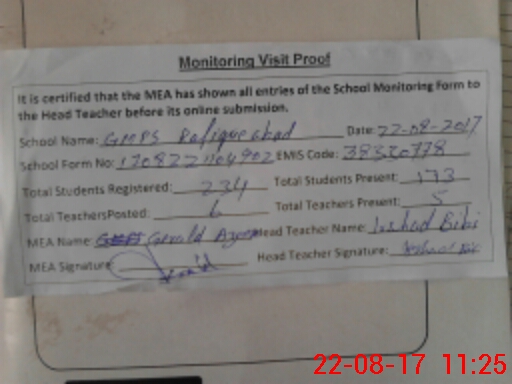 Monitoring Visit Proof
It is certified that the MEA has shown all entries of the School Monitoring Form to
the Head Teacher before its online submission.
School Name: GMPS Rafique abad Date: 22-08-2017
School Form No: EMIS Code: 38320778
Total Students Registered: 234 Total Students Present: 173
Total Teachers Posted: 6 Total Teachers Present: 5
MEA Name: Gerald Head Teacher Name: Irshad Bibi
MEA Signature Head Teacher Signature:
22-08-17 11:25